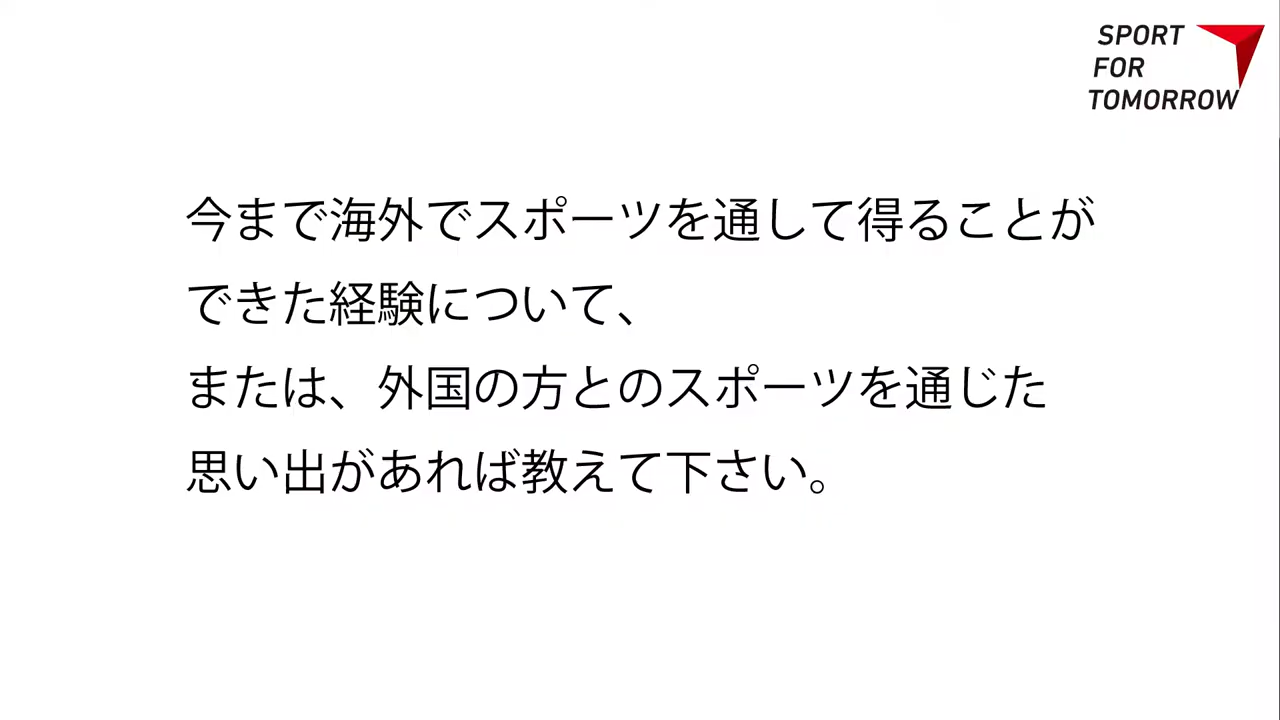 SPORT
FOR
TOMORROW
今まで海外でスポーツを通して得ることが
できた経験について、
または、外国の方とのスポーツを通じた
思い出があれば教えて下さい。